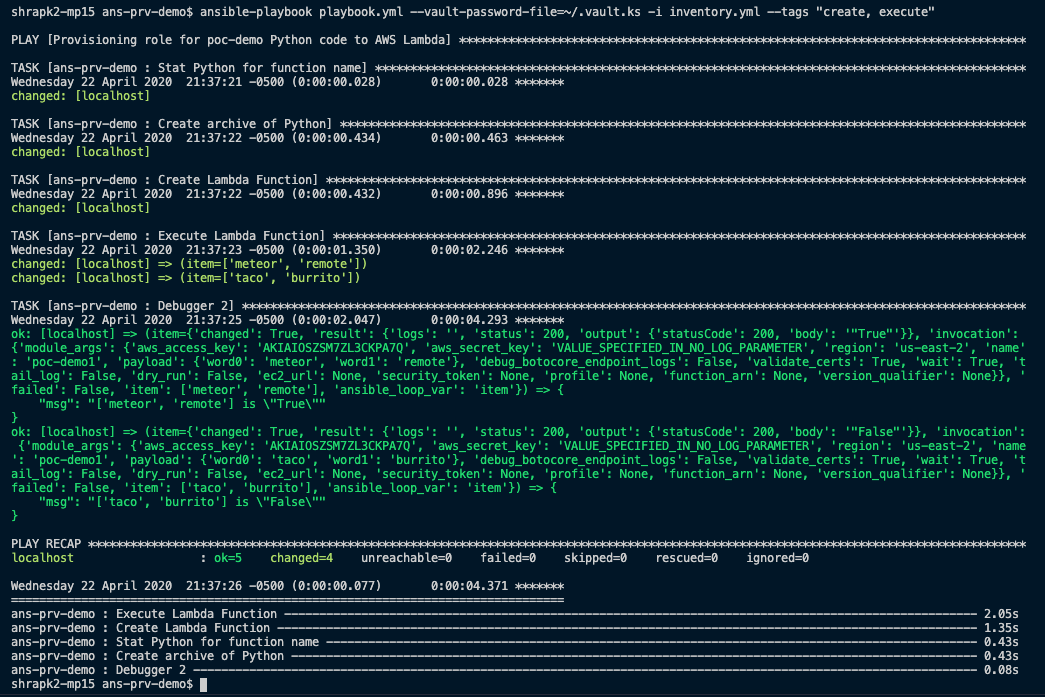 shrapk2-mp15 ans-prv-demo$ ansible-playbook playbook.yml --vault-password-file=~/.vault.ks -i inventory.yml --tags "create, execute"
PLAY [Provisioning role for poc-demo Python code to AWS Lambda] *********************************************************************************
TASK [ans-prv-demo : Stat Python for function name] *********************************************************************************************
Wednesday 22 April 2020  21:37:21 -0500 (0:00:00.028)       0:00:00.028 *******
changed: [localhost]
TASK [ans-prv-demo : Create archive of Python] **************************************************************************************************
Wednesday 22 April 2020  21:37:22 -0500 (0:00:00.434)       0:00:00.463 *******
changed: [localhost]
TASK [ans-prv-demo : Create Lambda Function] ****************************************************************************************************
Wednesday 22 April 2020  21:37:22 -0500 (0:00:00.432)       0:00:00.896 *******
changed: [localhost]
TASK [ans-prv-demo : Execute Lambda Function] ***************************************************************************************************
Wednesday 22 April 2020  21:37:23 -0500 (0:00:01.350)       0:00:02.246 *******
changed: [localhost] => (item=['meteor', 'remote'])
changed: [localhost] => (item=['taco', 'burrito'])
TASK [ans-prv-demo : Debugger 2] ****************************************************************************************************************
Wednesday 22 April 2020  21:37:25 -0500 (0:00:02.047)       0:00:04.293 *******
ok: [localhost] => (item={'changed': True, 'result': {'logs': '', 'status': 200, 'output': {'statusCode': 200, 'body': '"True"'}}, 'invocation':
{'module_args': {'aws_access_key': 'AKIAIOSZSM7ZL3CKPA7Q', 'aws_secret_key': 'VALUE_SPECIFIED_IN_NO_LOG_PARAMETER', 'region': 'us-east-2', 'name'
: 'poc-demo1', 'payload': {'word0': 'meteor', 'word1': 'remote'}, 'debug_botocore_endpoint_logs': False, 'validate_certs': True, 'wait': True, 't
ail_log': False, 'dry_run': False, 'ec2_url': None, 'security_token': None, 'profile': None, 'function_arn': None, 'version_qualifier': None}}, '
failed': False, 'item': ['meteor', 'remote'], 'ansible_loop_var': 'item'}) => {
    "msg": "['meteor', 'remote'] is \"True\""
}
ok: [localhost] => (item={'changed': True, 'result': {'logs': '', 'status': 200, 'output': {'statusCode': 200, 'body': '"False"'}}, 'invocation':
 {'module_args': {'aws_access_key': 'AKIAIOSZSM7ZL3CKPA7Q', 'aws_secret_key': 'VALUE_SPECIFIED_IN_NO_LOG_PARAMETER', 'region': 'us-east-2', 'name
': 'poc-demo1', 'payload': {'word0': 'taco', 'word1': 'burrito'}, 'debug_botocore_endpoint_logs': False, 'validate_certs': True, 'wait': True, 't
ail_log': False, 'dry_run': False, 'ec2_url': None, 'security_token': None, 'profile': None, 'function_arn': None, 'version_qualifier': None}}, '
failed': False, 'item': ['taco', 'burrito'], 'ansible_loop_var': 'item'}) => {
    "msg": "['taco', 'burrito'] is \"False\""
}
PLAY RECAP **************************************************************************************************************************************
localhost                  : ok=5    changed=4    unreachable=0    failed=0    skipped=0    rescued=0    ignored=0
Wednesday 22 April 2020  21:37:26 -0500 (0:00:00.077)       0:00:04.371 *******
===============================================================================
ans-prv-demo : Execute Lambda Function ---------------------------------------------------------------------------------------------------- 2.05s
ans-prv-demo : Create Lambda Function ----------------------------------------------------------------------------------------------------- 1.35s
ans-prv-demo : Stat Python for function name ---------------------------------------------------------------------------------------------- 0.43s
ans-prv-demo : Create archive of Python --------------------------------------------------------------------------------------------------- 0.43s
ans-prv-demo : Debugger 2 ----------------------------------------------------------------------------------------------------------------- 0.08s
shrapk2-mp15 ans-prv-demo$